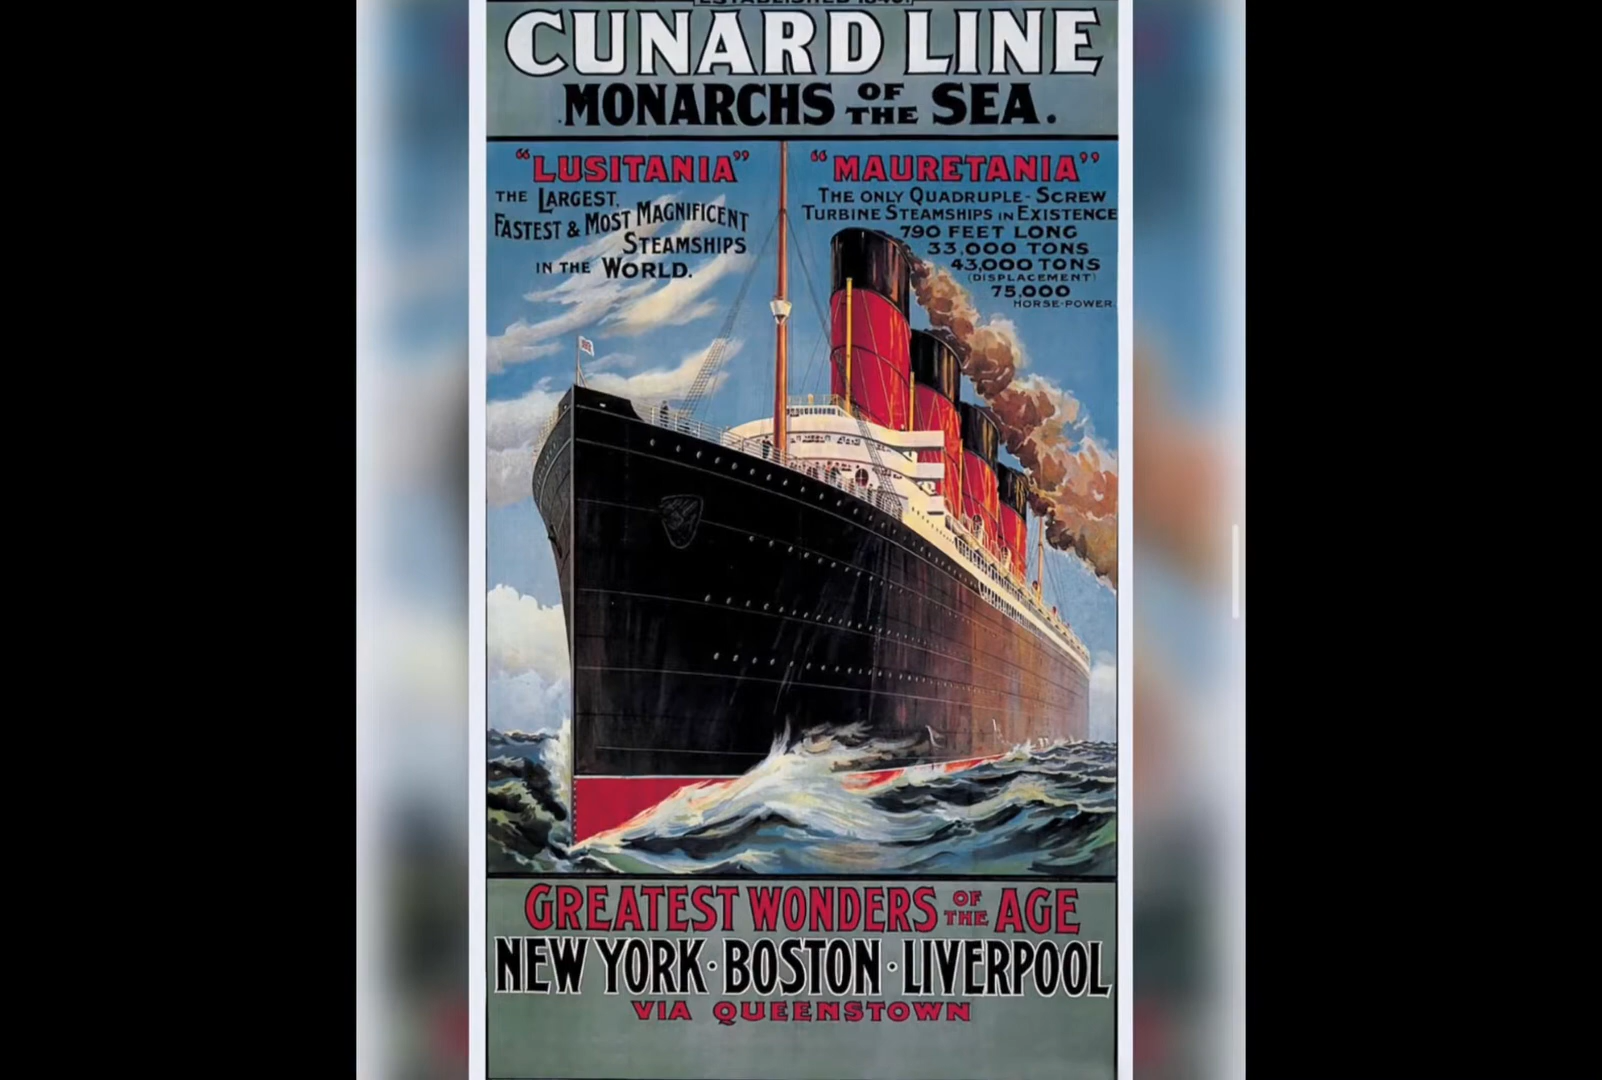 ESTABLISHED 1840.
CUNARD LINE
MONARCHS OF THE SEA.
"LUSITANIA"
THE LARGEST,
FASTEST & MOST MAGNIFICENT
STEAMSHIPS
IN THE WORLD.
"MAURETANIA"
THE ONLY QUADRUPLE-SCREW
TURBINE STEAMSHIPS IN EXISTENCE
790 FEET LONG
33,000 TONS
43,000 TONS
(DISPLACEMENT)
75,000
HORSE-POWER.
GREATEST WONDERS OF THE AGE
NEW YORK · BOSTON · LIVERPOOL
VIA QUEENSTOWN